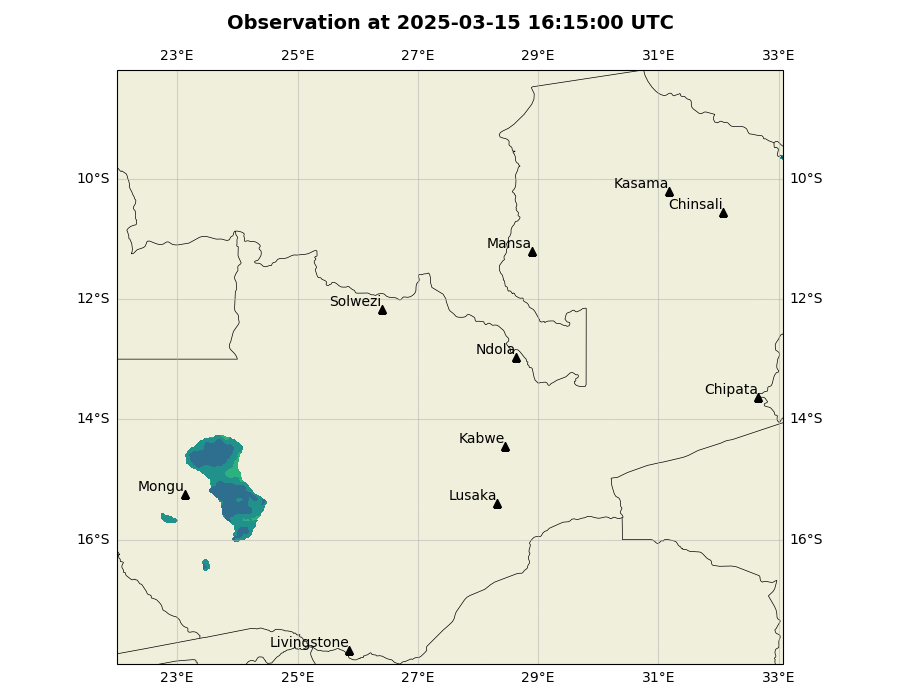 Observation at 2025-03-15 16:15:00 UTC
23°E 25°E 27°E 29°E 31°E 33°E
10°S 10°S
Kasama
Chinsali
Mansa
12°S 12°S
Solwezi
Ndola
Chipata
14°S 14°S
Kabwe
Mongu
Lusaka
16°S 16°S
Livingstone
23°E 25°E 27°E 29°E 31°E 33°E